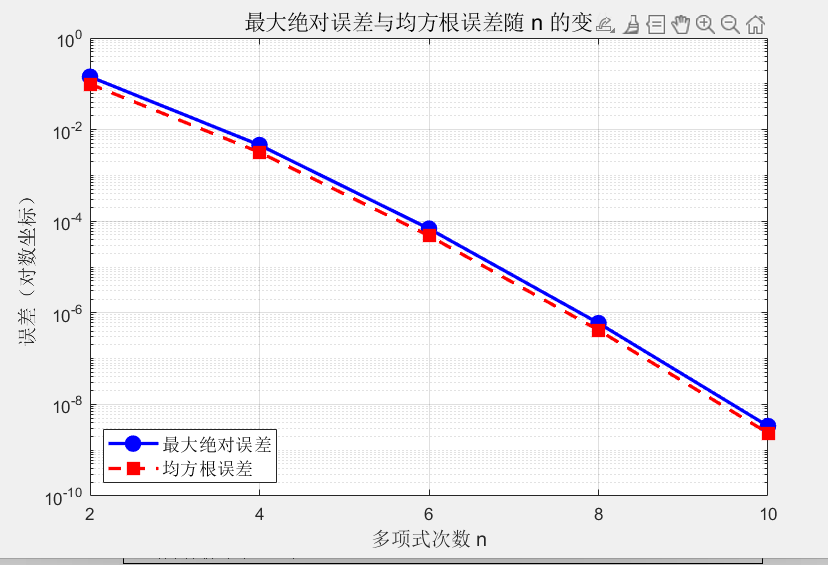 最大绝对误差与均方根误差随 n 的变
10^0
10^-2
10^-4
10^-6
10^-8
10^-10
误差（对数坐标）
最大绝对误差
均方根误差
2 4 6 8 10
多项式次数 n